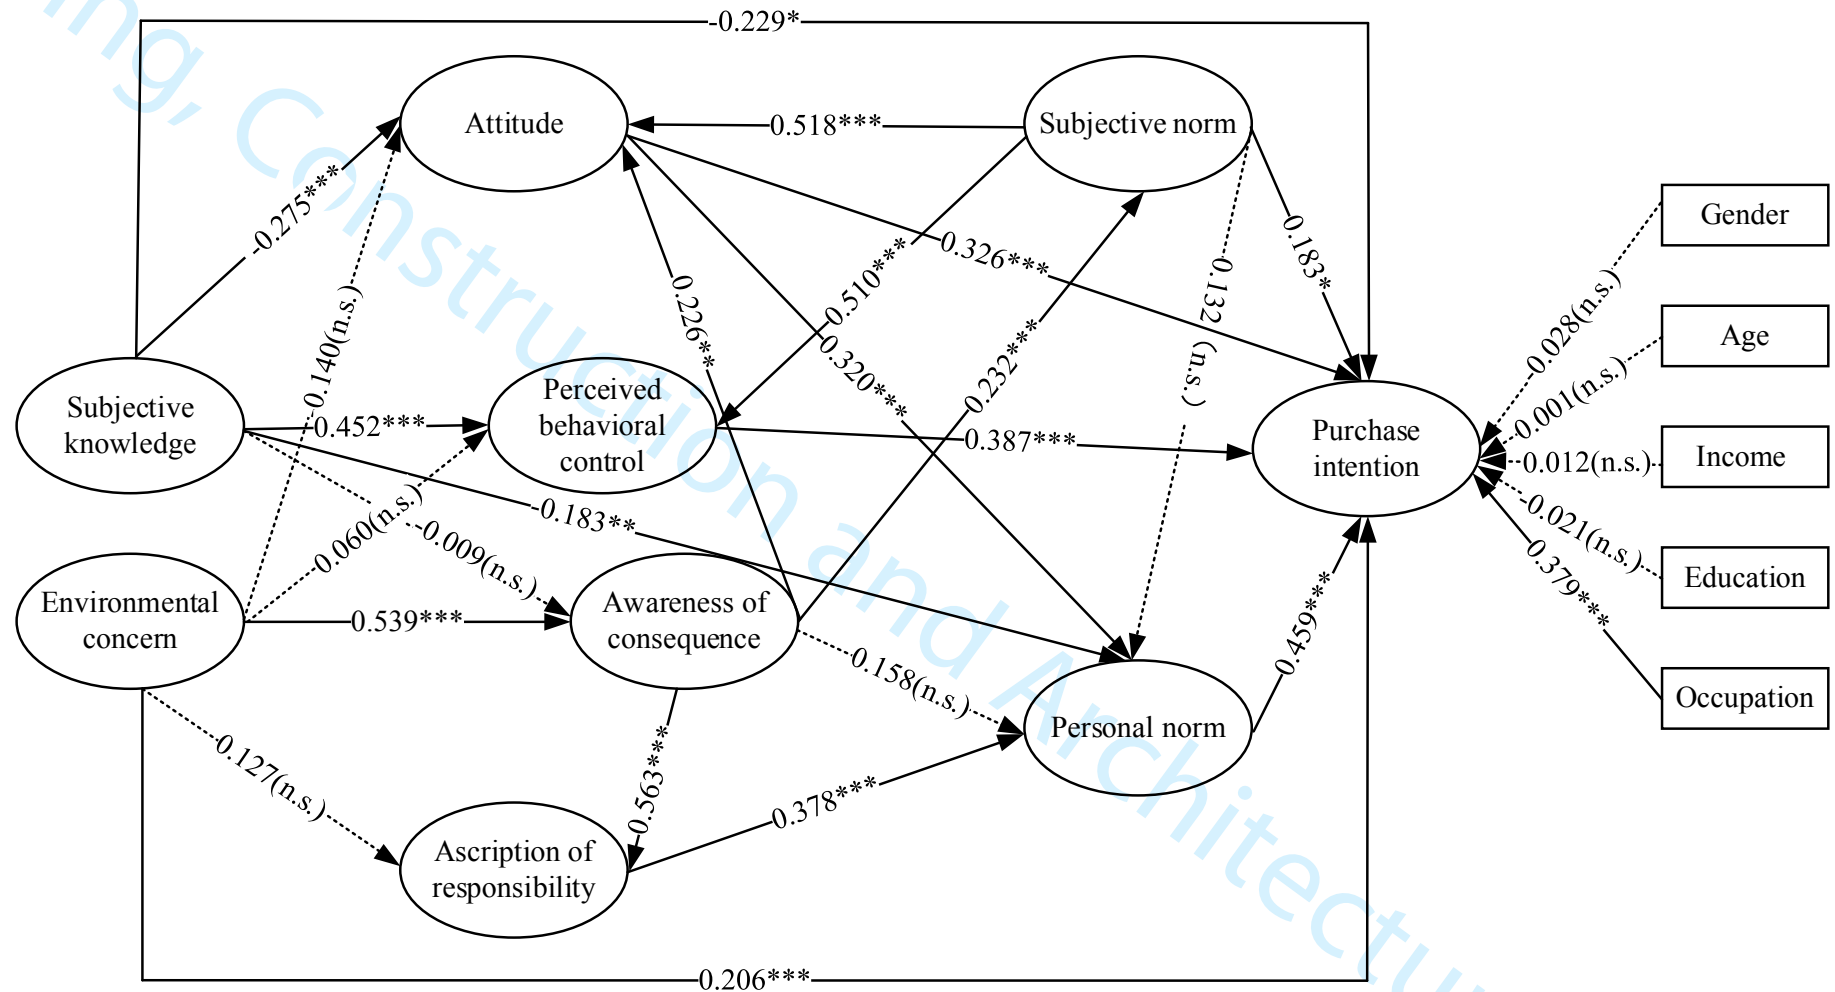 -0.229*
Attitude
Subjective norm
0.518***
-0.275***
0.326***
0.183*
0.132 (n.s.)
0.510***
0.226**
0.140(n.s.)
0.320***
0.232***
Gender
0.028(n.s.)
Age
0.001(n.s.)
Income
0.012(n.s.)
Education
-0.021(n.s.)
Occupation
0.379***
Subjective
knowledge
0.452***
Perceived
behavioral
control
0.387***
Purchase
intention
-0.183**
0.060(n.s.)
-0.009(n.s.)
Environmental
concern
0.539***
Awareness of
consequence
0.158(n.s.)
0.459***
Personal norm
0.127(n.s.)
0.563***
0.378***
Ascription of
responsibility
0.206***
ing, Construction and Architectu